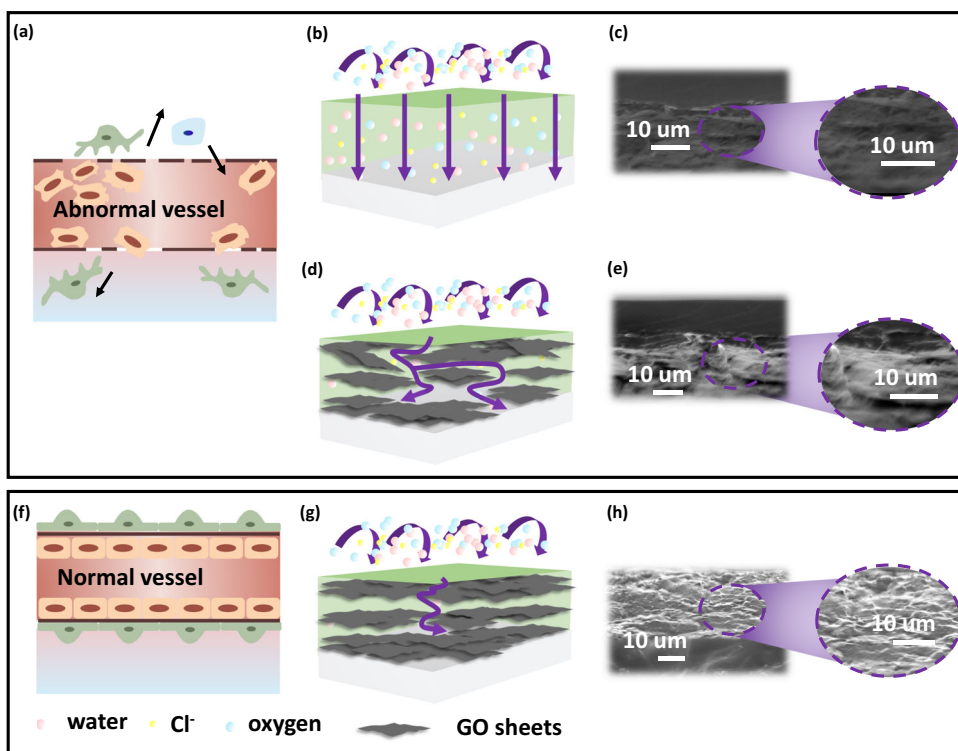 (a)
(b)
(c)
Abnormal vessel
10 um
10 um
(d)
(e)
10 um
10 um
(f)
(g)
(h)
Normal vessel
10 um
10 um
water
Cl-
oxygen
GO sheets